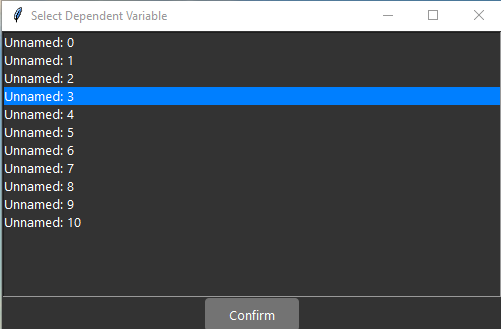 Select Dependent Variable
Unnamed: 0
Unnamed: 1
Unnamed: 2
Unnamed: 3
Unnamed: 4
Unnamed: 5
Unnamed: 6
Unnamed: 7
Unnamed: 8
Unnamed: 9
Unnamed: 10
Confirm